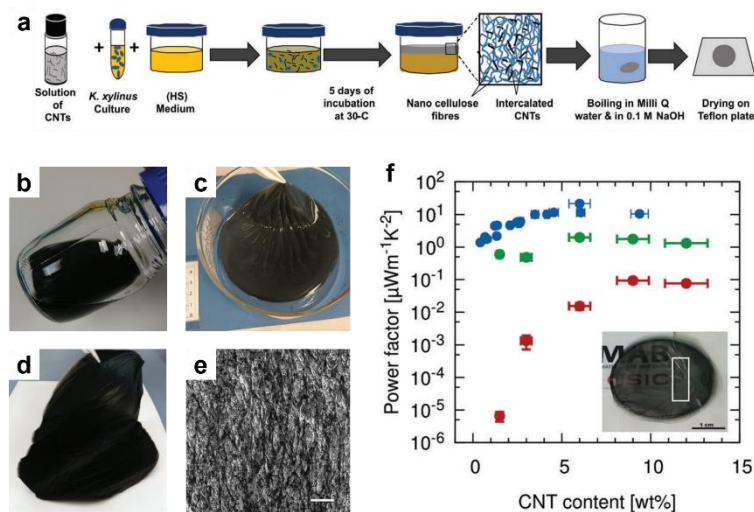 a
Solution
of CNTs
+
K. xylinus
Culture
+
(HS)
Medium
5 days of
incubation
at 30-C
Nano cellulose
fibres
Intercalated
CNTs
Boiling in Milli Q
water & in 0.1 M NaOH
Drying on
Teflon plate
b
c
d
e
f
Power factor [µWm⁻¹K⁻²]
10²
10¹
10⁰
10⁻¹
10⁻²
10⁻³
10⁻⁴
10⁻⁵
10⁻⁶
MAB
SIC
1 cm
0 5 10 15
CNT content [wt%]